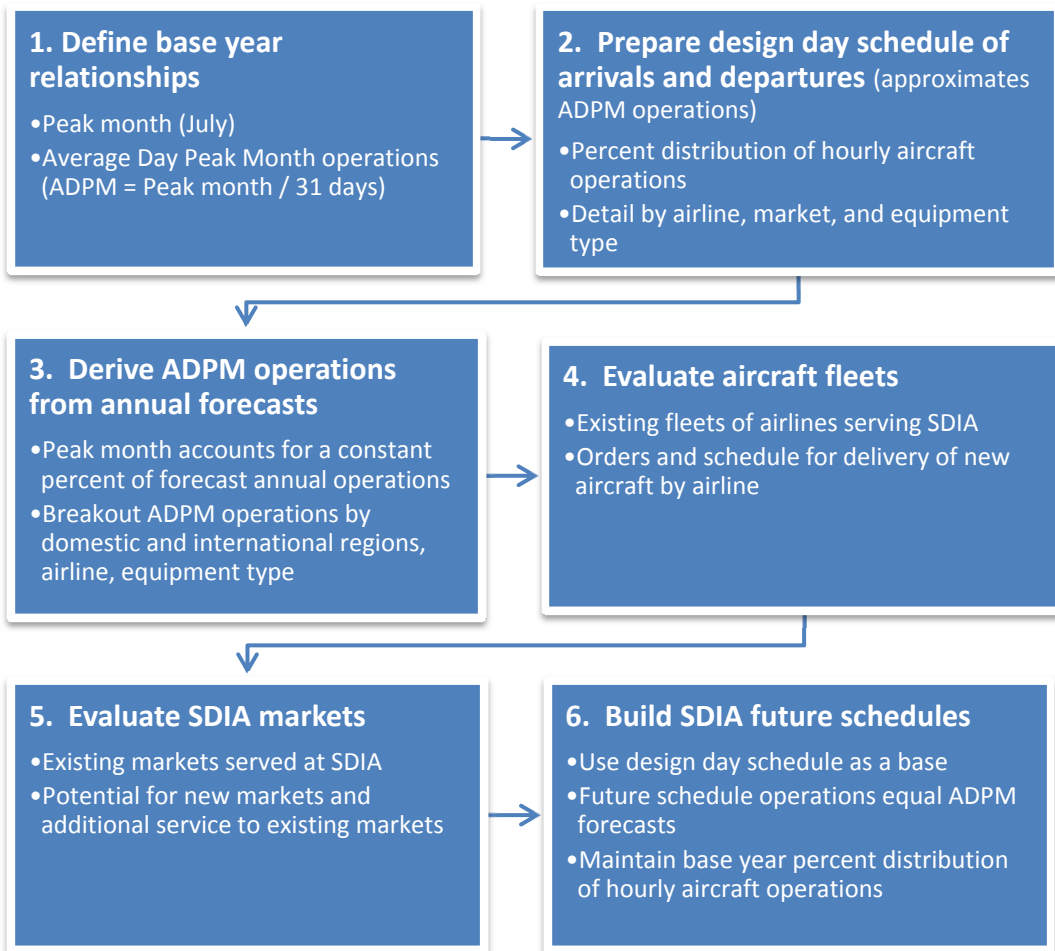 1. Define base year
relationships
•Peak month (July)
•Average Day Peak Month operations
(ADPM = Peak month / 31 days)
2.  Prepare design day schedule of
arrivals and departures (approximates
ADPM operations)
•Percent distribution of hourly aircraft
operations
•Detail by airline, market, and equipment
type
3.  Derive ADPM operations
from annual forecasts
•Peak month accounts for a constant
percent of forecast annual operations
•Breakout ADPM operations by
domestic and international regions,
airline, equipment type
4.  Evaluate aircraft fleets
•Existing fleets of airlines serving SDIA
•Orders and schedule for delivery of new
aircraft by airline
5.  Evaluate SDIA markets
•Existing markets served at SDIA
•Potential for new markets and
additional service to existing markets
6.  Build SDIA future schedules
•Use design day schedule as a base
•Future schedule operations equal ADPM
forecasts
•Maintain base year percent distribution
of hourly aircraft operations